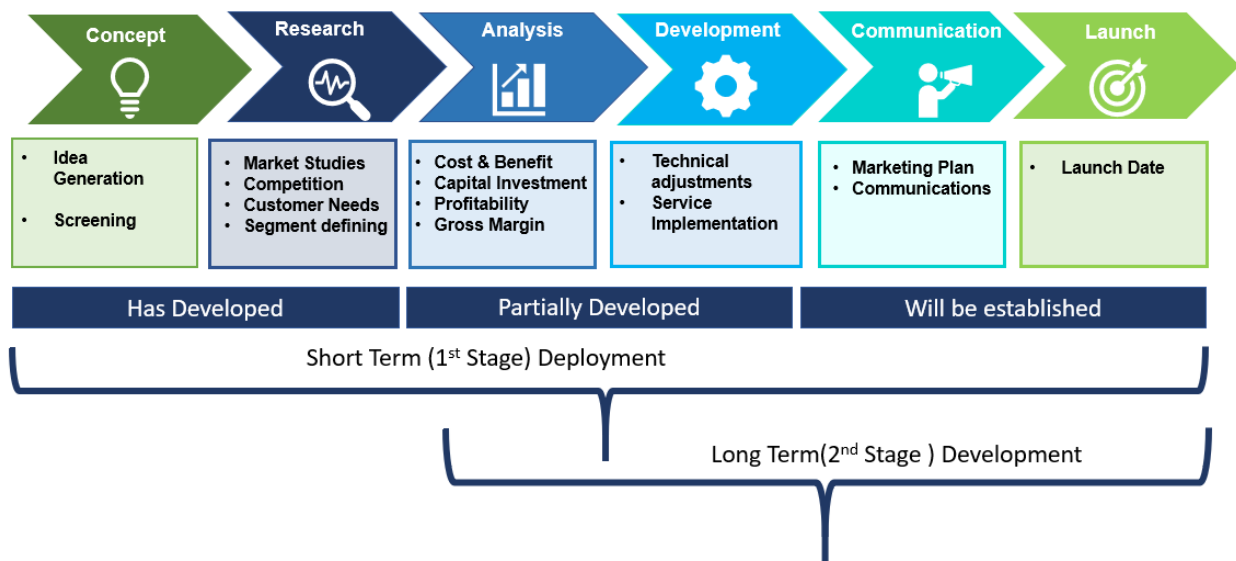 Concept
Research
Analysis
Development
Communication
Launch
• Idea
Generation
• Screening
• Market Studies
• Competition
• Customer Needs
• Segment defining
• Cost & Benefit
• Capital Investment
• Profitability
• Gross Margin
• Technical
adjustments
• Service
Implementation
• Marketing Plan
• Communications
• Launch Date
Has Developed
Partially Developed
Will be established
Short Term (1st Stage) Deployment
Long Term(2nd Stage ) Development